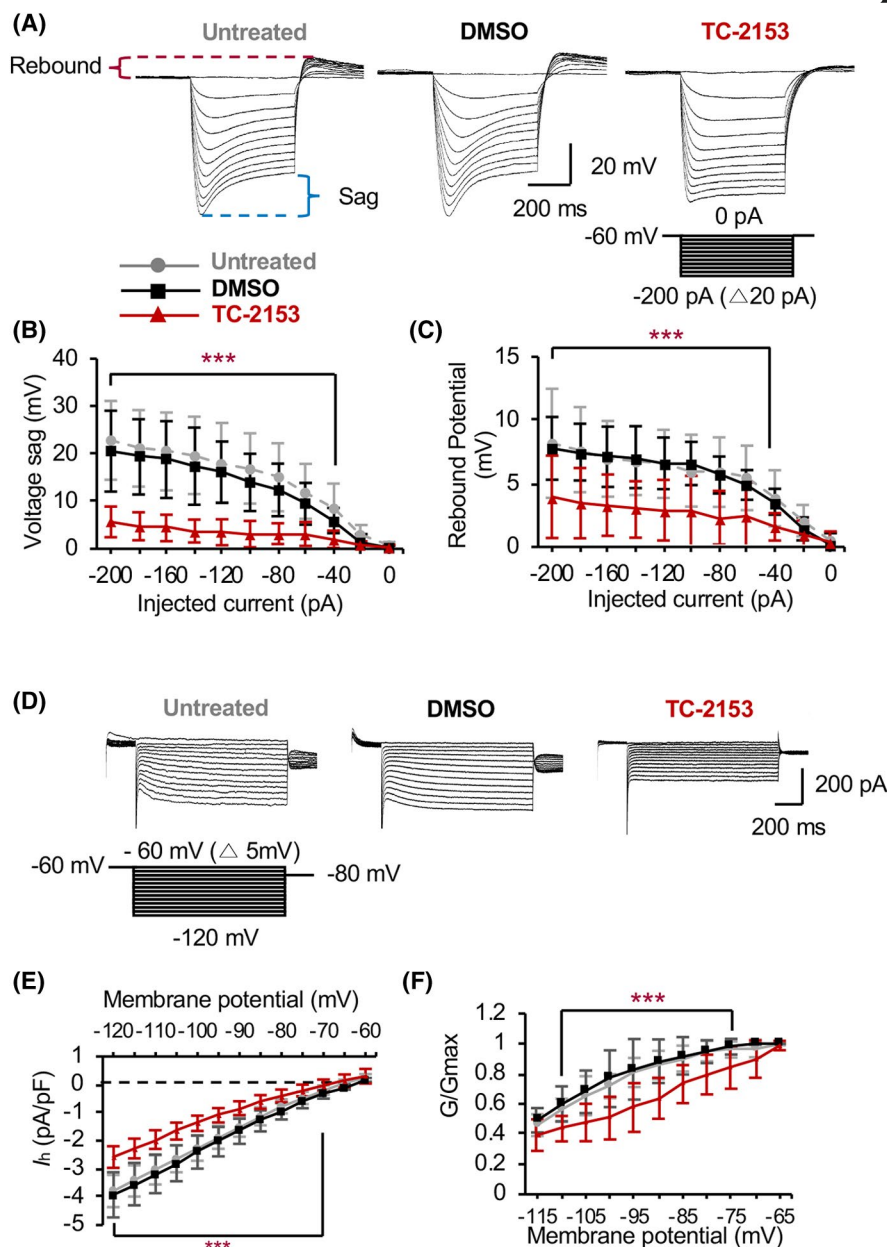 (A)
Untreated DMSO TC-2153
Rebound
Sag
20 mV
200 ms
0 pA
-60 mV
-200 pA (△20 pA)
Untreated
DMSO
TC-2153
(B)
***
Voltage sag (mV)
40
30
20
10
0
-200 -160 -120 -80 -40 0
Injected current (pA)
(C)
***
Rebound Potential
(mV)
15
10
5
0
-200 -160 -120 -80 -40 0
Injected current (pA)
(D)
Untreated DMSO TC-2153
200 pA
200 ms
- 60 mV (△ 5mV)
-60 mV
-80 mV
-120 mV
(E)
Membrane potential (mV)
-120 -110 -100 -90 -80 -70 -60
Ih (pA/pF)
1
0
-1
-2
-3
-4
-5
***
(F)
***
G/Gmax
1.2
1
0.8
0.6
0.4
0.2
0
-115 -105 -95 -85 -75 -65
Membrane potential (mV)